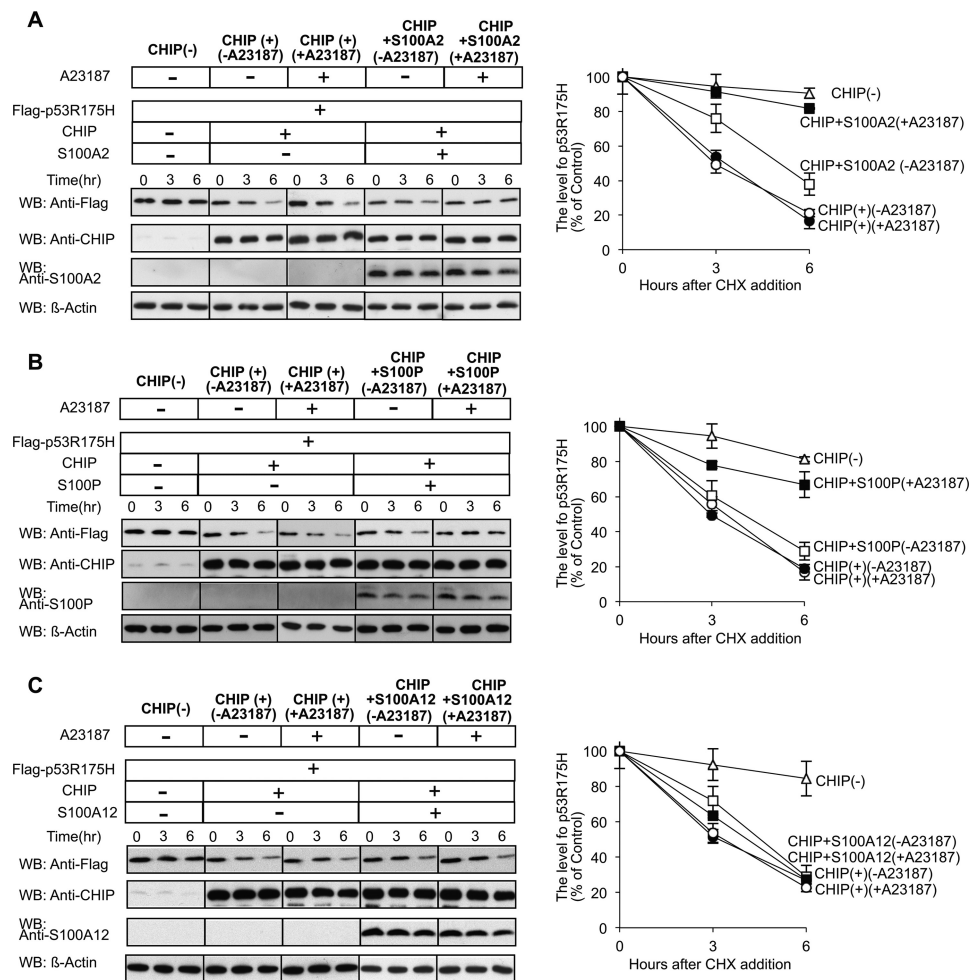 A
CHIP(-)
CHIP (+)
(-A23187)
CHIP (+)
(+A23187)
CHIP
+S100A2
(-A23187)
CHIP
+S100A2
(+A23187)
A23187 - - + - +
Flag-p53R175H +
CHIP - + +
S100A2 - - +
Time(hr) 0 3 6 0 3 6 0 3 6 0 3 6 0 3 6
WB: Anti-Flag
WB: Anti-CHIP
WB:
Anti-S100A2
WB: ß-Actin
The level fo p53R175H
(% of Control)
100
80
60
40
20
0
0 3 6
Hours after CHX addition
CHIP(-)
CHIP+S100A2(+A23187)
CHIP+S100A2 (-A23187)
CHIP(+)(-A23187)
CHIP(+)(+A23187)
B
CHIP(-)
CHIP (+)
(-A23187)
CHIP (+)
(+A23187)
CHIP
+S100P
(-A23187)
CHIP
+S100P
(+A23187)
A23187 - - + - +
Flag-p53R175H +
CHIP - + +
S100P - - +
Time(hr) 0 3 6 0 3 6 0 3 6 0 3 6 0 3 6
WB: Anti-Flag
WB: Anti-CHIP
WB:
Anti-S100P
WB: ß-Actin
The level fo p53R175H
(% of Control)
100
80
60
40
20
0
0 3 6
Hours after CHX addition
CHIP(-)
CHIP+S100P(+A23187)
CHIP+S100P(-A23187)
CHIP(+)(-A23187)
CHIP(+)(+A23187)
C
CHIP(-)
CHIP (+)
(-A23187)
CHIP (+)
(+A23187)
CHIP
+S100A12
(-A23187)
CHIP
+S100A12
(+A23187)
A23187 - - + - +
Flag-p53R175H +
CHIP - + +
S100A12 - - +
Time(hr) 0 3 6 0 3 6 0 3 6 0 3 6 0 3 6
WB: Anti-Flag
WB: Anti-CHIP
WB:
Anti-S100A12
WB: ß-Actin
The level fo p53R175H
(% of Control)
100
80
60
40
20
0
0 3 6
Hours after CHX addition
CHIP(-)
CHIP+S100A12(-A23187)
CHIP+S100A12(+A23187)
CHIP(+)(-A23187)
CHIP(+)(+A23187)